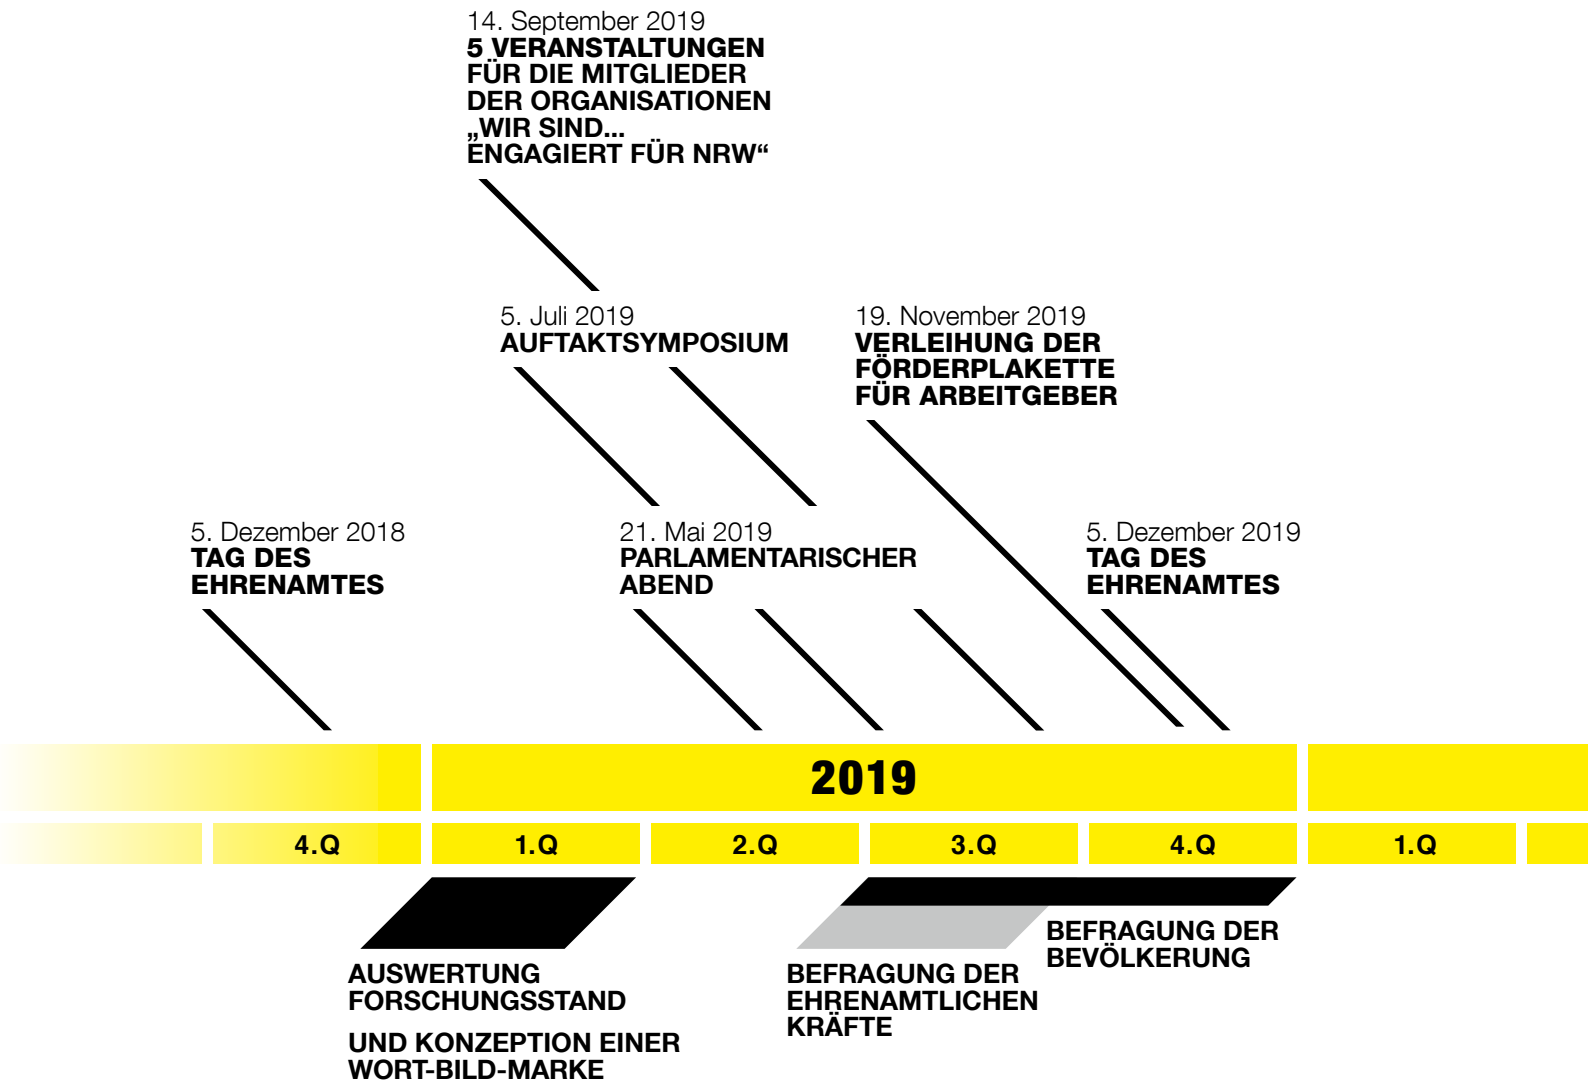 14. September 2019
5 VERANSTALTUNGEN
FÜR DIE MITGLIEDER
DER ORGANISATIONEN
„WIR SIND...
ENGAGIERT FÜR NRW“
5. Juli 2019
AUFTAKTSYMPOSIUM
19. November 2019
VERLEIHUNG DER
FÖRDERPLAKETTE
FÜR ARBEITGEBER
5. Dezember 2018
TAG DES
EHRENAMTES
21. Mai 2019
PARLAMENTARISCHER
ABEND
5. Dezember 2019
TAG DES
EHRENAMTES
2019
4.Q
1.Q
2.Q
3.Q
4.Q
1.Q
AUSWERTUNG
FORSCHUNGSSTAND
UND KONZEPTION EINER
WORT-BILD-MARKE
BEFRAGUNG DER
EHRENAMTLICHEN
KRÄFTE
BEFRAGUNG DER
BEVÖLKERUNG